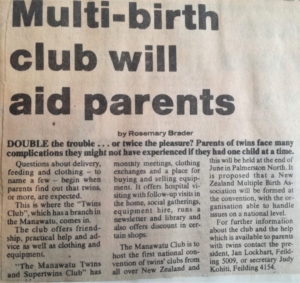 Multi-birth
club will
aid parents
by Rosemary Brader
DOUBLE the trouble . . . or twice the pleasure? Parents of twins face many
complications they might not have experienced if they had one child at a time.
Questions about delivery,
feeding and clothing – to
name a few – begin when
parents find out that twins,
or more, are expected.
This is where the "Twins
Club", which has a branch in
the Manawatu, comes in.
The club offers friend-
ship, practical help and ad-
vice as well as clothing and
equipment.
"The Manawatu Twins
and Supertwins Club" has
monthly meetings, clothing
exchanges and a place for
buying and selling equip-
ment. It offers hospital vi-
siting with follow-up visits in
the home, social gatherings,
equipment hire, runs a
newsletter and library and
also offers discount in cer-
tain shops.
The Manawatu Club is to
host the first national con-
vention of twins' clubs from
all over New Zealand and
this will be held at the end of
June in Palmerston North. It
is proposed that a New
Zealand Multiple Birth As-
sociation will be formed at
the convention, with the or-
ganisation able to handle
issues on a national level.
For further information
about the club and the help
which is available to parents
with twins contact the pres-
ident, Jan Lookhart, Feild-
ing 5009, or secretary Judy
Kohiti, Feilding 4154.